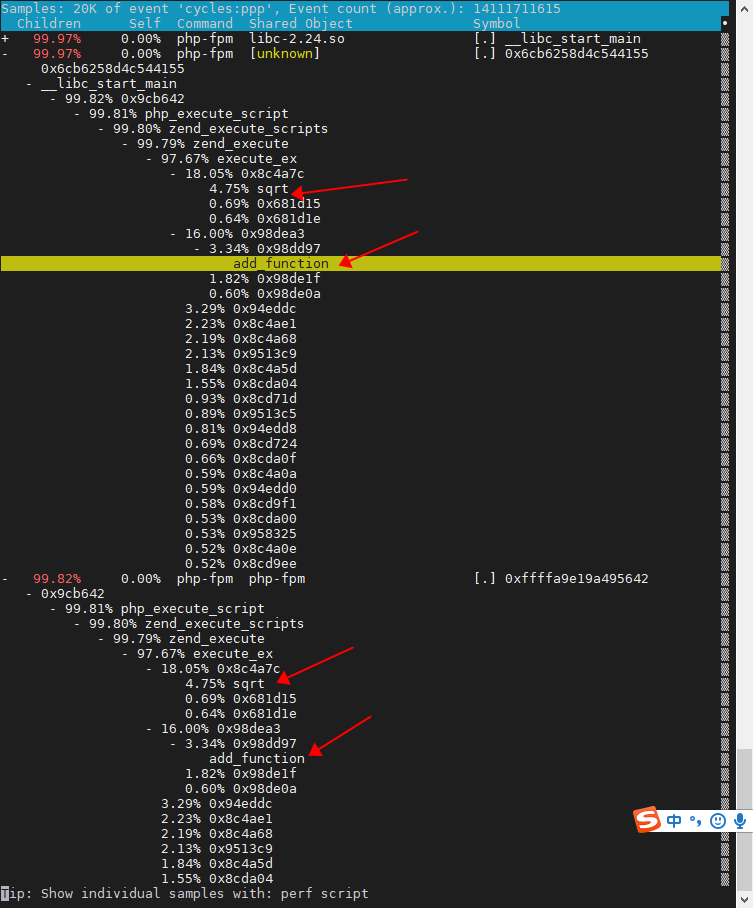 Samples: 20K of event 'cycles:ppp', Event count (approx.): 14111711615
Children Self Command Shared Object Symbol
+ 99.97% 0.00% php-fpm libc-2.24.so [.] __libc_start_main
- 99.97% 0.00% php-fpm [unknown] [.] 0x6cb6258d4c544155
0x6cb6258d4c544155
- __libc_start_main
- 99.82% 0x9cb642
- 99.81% php_execute_script
- 99.80% zend_execute_scripts
- 99.79% zend_execute
- 97.67% execute_ex
- 18.05% 0x8c4a7c
4.75% sqrt
0.69% 0x681d15
0.64% 0x681d1e
- 16.00% 0x98dea3
- 3.34% 0x98dd97
add_function
1.82% 0x98de1f
0.60% 0x98de0a
3.29% 0x94eddc
2.23% 0x8c4ae1
2.19% 0x8c4a68
2.13% 0x9513c9
1.84% 0x8c4a5d
1.55% 0x8cda04
0.93% 0x8cd71d
0.89% 0x9513c5
0.81% 0x94edd8
0.69% 0x8cd724
0.66% 0x8cda0f
0.59% 0x8c4a0a
0.59% 0x94edd0
0.58% 0x8cd9f1
0.53% 0x8cda00
0.53% 0x958325
0.52% 0x8c4a0e
0.52% 0x8cd9ee
- 99.82% 0.00% php-fpm php-fpm [.] 0xffffa9e19a495642
- 0x9cb642
- 99.81% php_execute_script
- 99.80% zend_execute_scripts
- 99.79% zend_execute
- 97.67% execute_ex
- 18.05% 0x8c4a7c
4.75% sqrt
0.69% 0x681d15
0.64% 0x681d1e
- 16.00% 0x98dea3
- 3.34% 0x98dd97
add_function
1.82% 0x98de1f
0.60% 0x98de0a
3.29% 0x94eddc
2.23% 0x8c4ae1
2.19% 0x8c4a68
2.13% 0x9513c9
1.84% 0x8c4a5d
1.55% 0x8cda04
S 中 °,
Tip: Show individual samples with: perf script